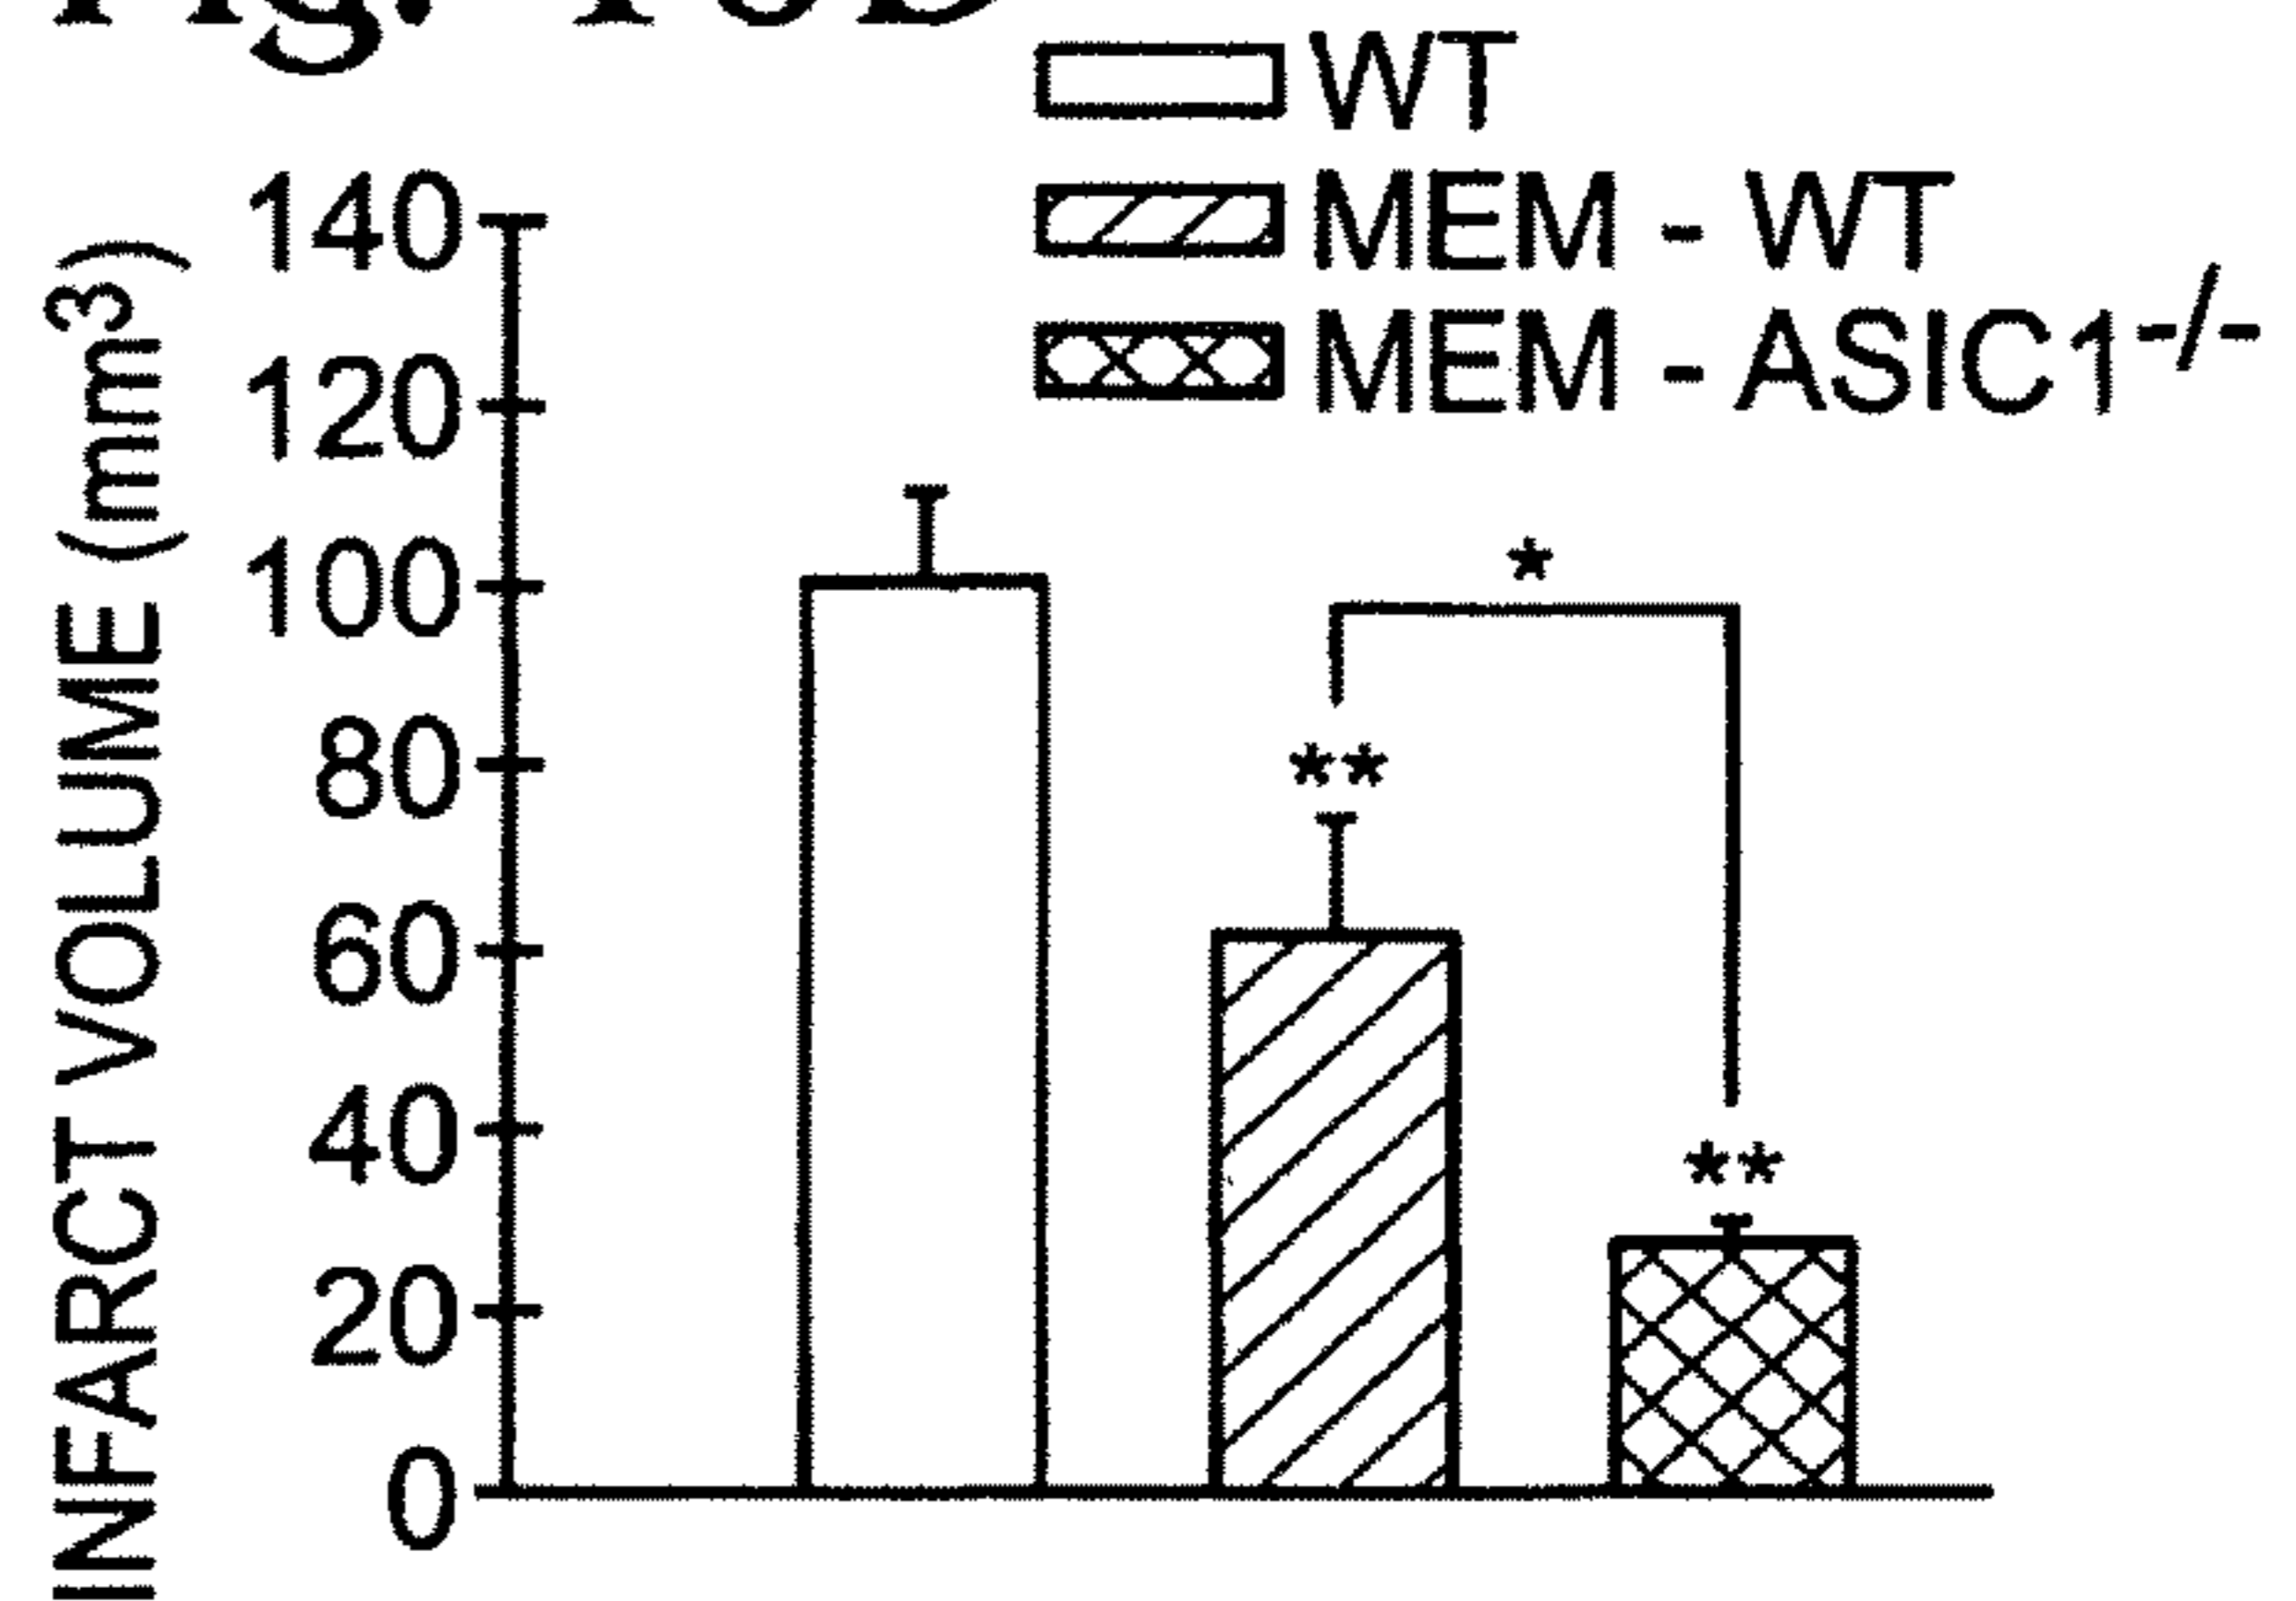 WT
MEM - WT
MEM - ASIC1-/-
INFARCT VOLUME (mm³)
140
120
100
80
60
40
20
0
*
**
**